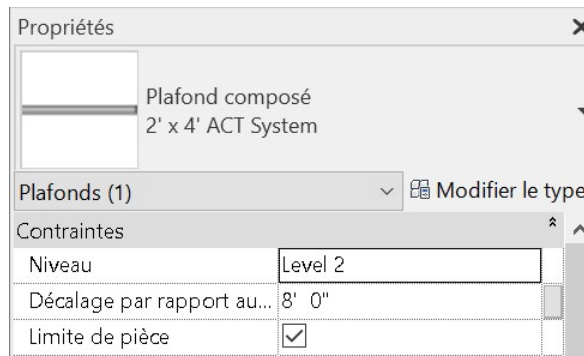 Propriétés
Plafond composé
2' x 4' ACT System
Plafonds (1)
Modifier le type
Contraintes
Niveau Level 2
Décalage par rapport au... 8' 0"
Limite de pièce